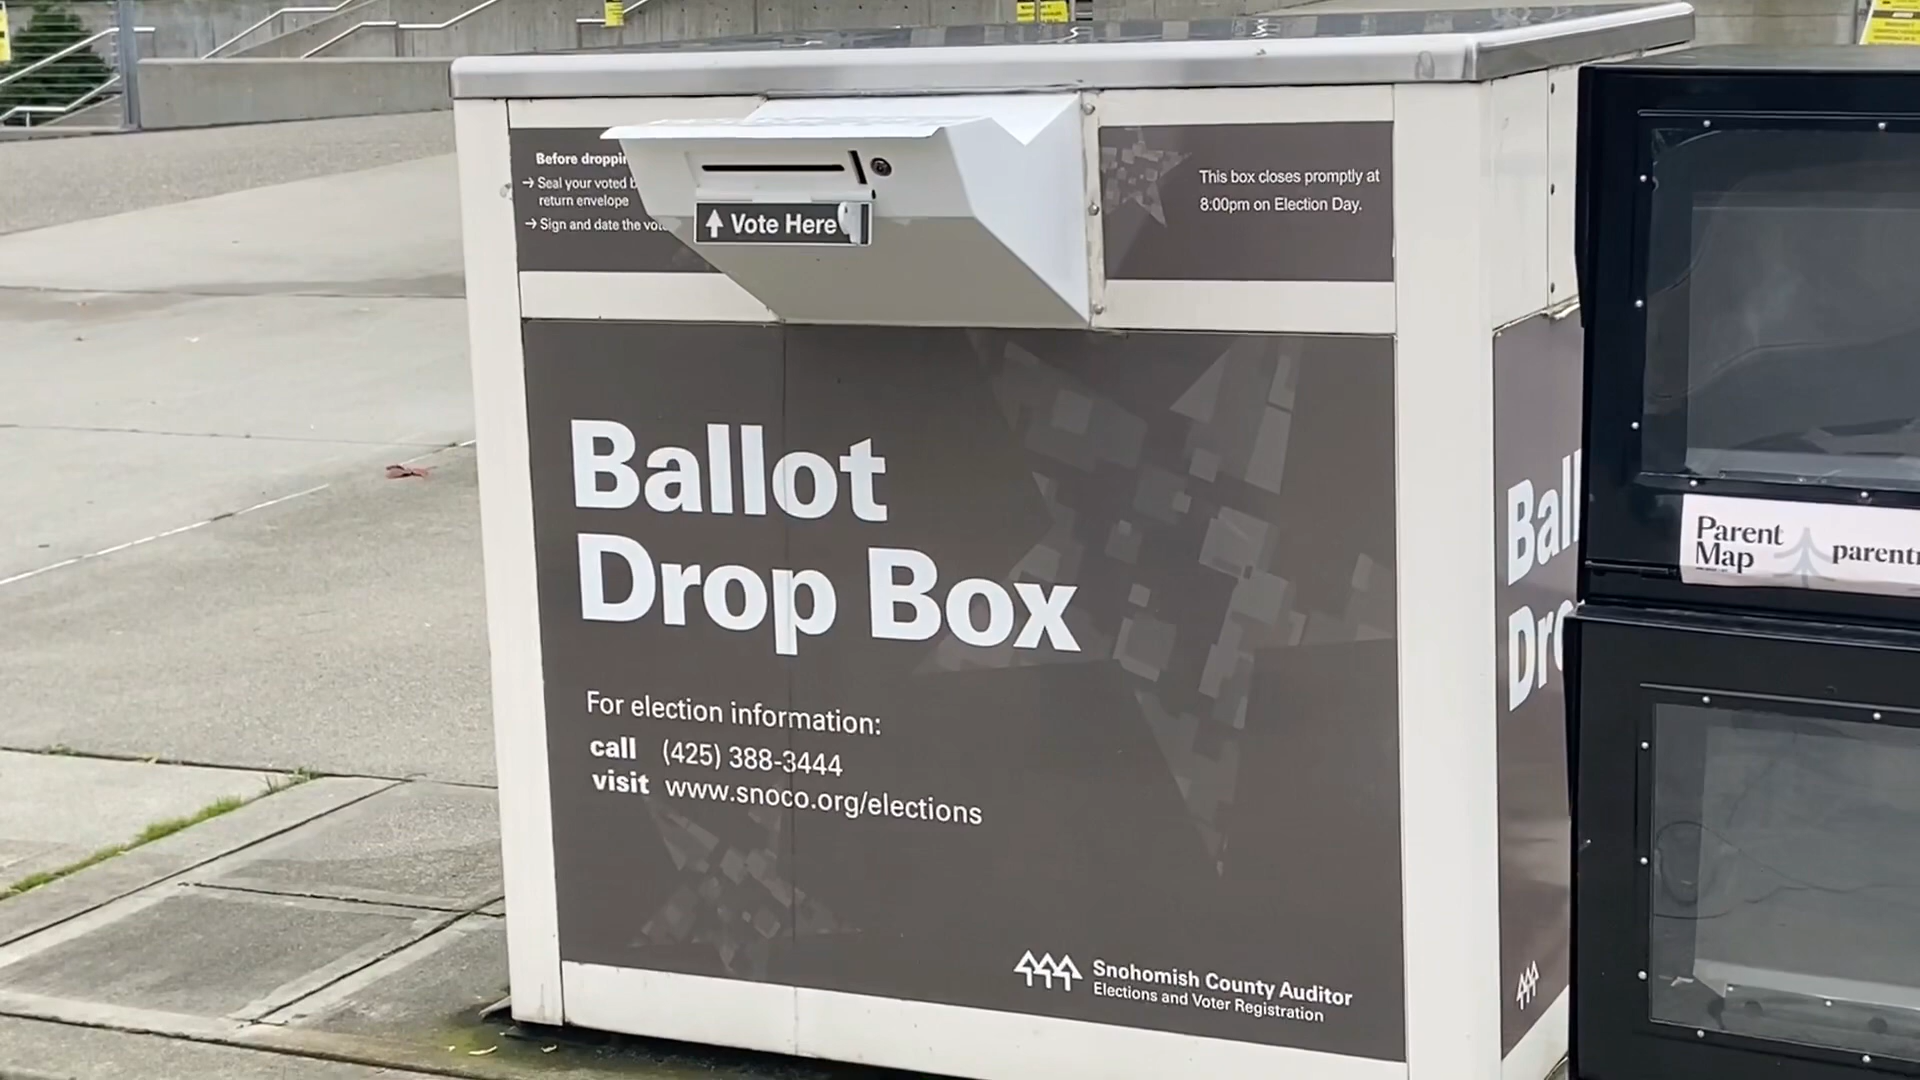 Before droppi
→ Seal your voted b
return envelope
→ Sign and date the vot
Vote Here
This box closes promptly at
8:00pm on Election Day.
Ballot
Drop Box
For election information:
call (425) 388-3444
visit www.snoco.org/elections
Snohomish County Auditor
Elections and Voter Registration
Ball
Dro
Parent
Map
parent